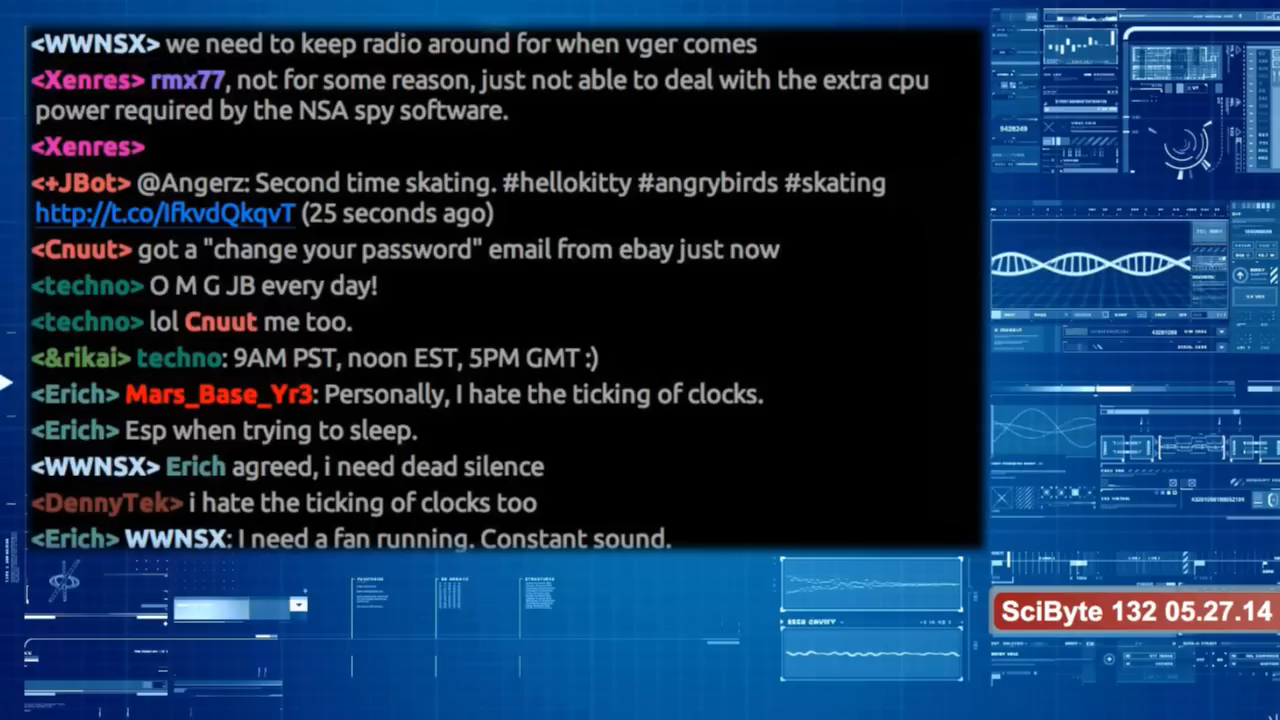 <WWNSX> we need to keep radio around for when vger comes
<Xenres> rmx77, not for some reason, just not able to deal with the extra cpu
power required by the NSA spy software.
<Xenres>
<+JBot> @Angerz: Second time skating. #hellokitty #angrybirds #skating
http://t.co/IfkvdQkqvT (25 seconds ago)
<Cnuut> got a "change your password" email from ebay just now
<techno> O M G JB every day!
<techno> lol Cnuut me too.
<&rikai> techno: 9AM PST, noon EST, 5PM GMT :)
<Erich> Mars_Base_Yr3: Personally, I hate the ticking of clocks.
<Erich> Esp when trying to sleep.
<WWNSX> Erich agreed, i need dead silence
<DennyTek> i hate the ticking of clocks too
<Erich> WWNSX: I need a fan running. Constant sound.
9428249
SciByte 132 05.27.14